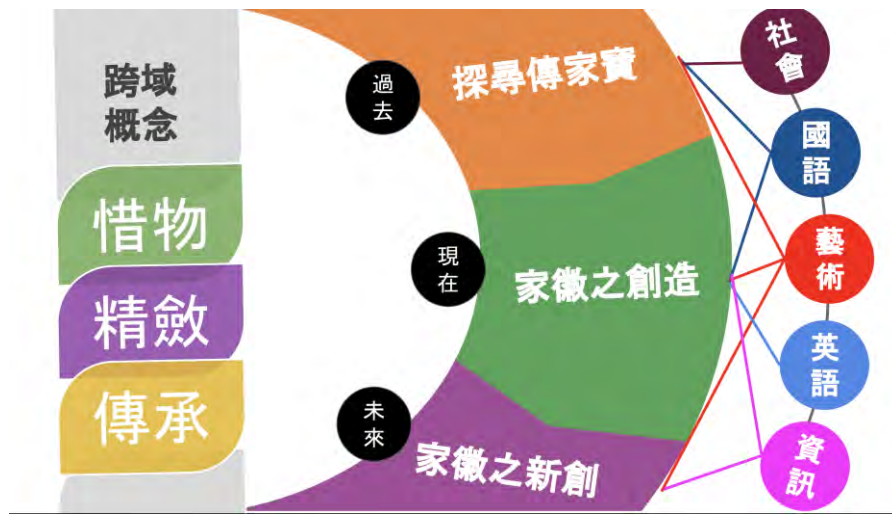 跨域
概念
惜物
精斂
傳承
過去
現在
未來
探尋傳家寶
家徽之創造
家徽之新創
社會
國語
藝術
英語
資訊